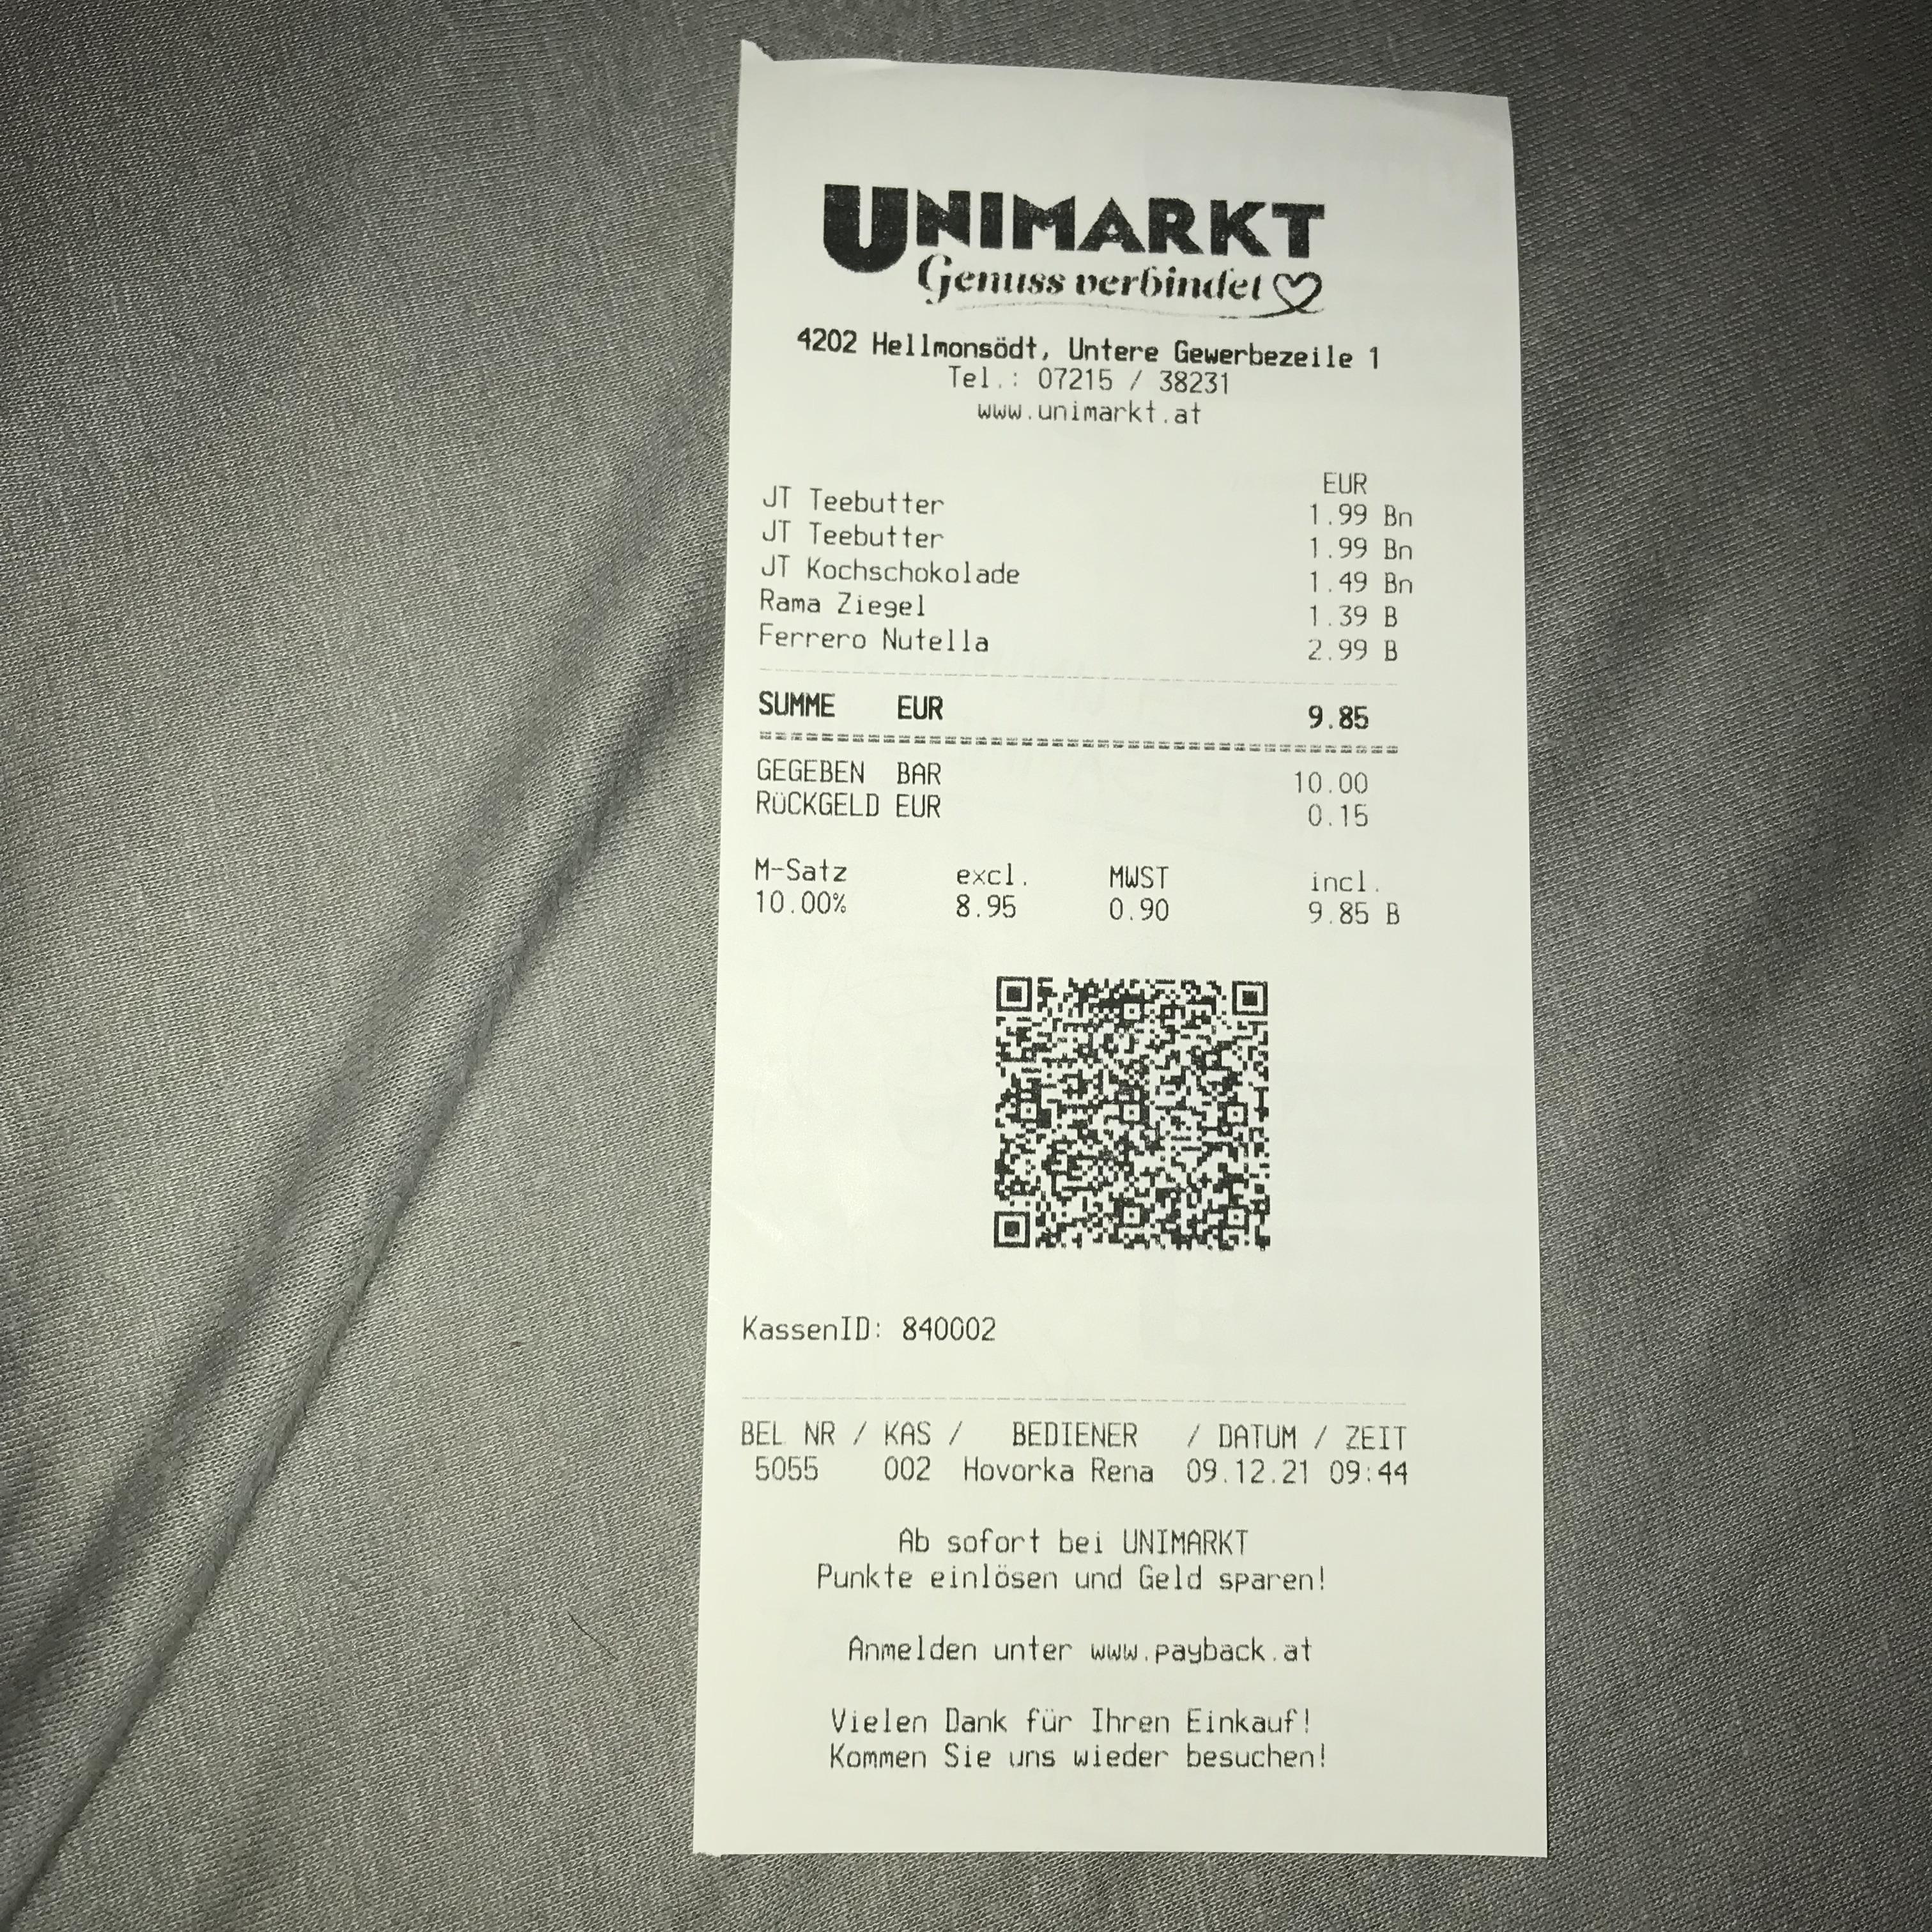 UNIMARKT
Genuss verbindet
4202 Hellmonsödt, Untere Gewerbezeile 1
Tel.: 07215 / 38231
www.unimarkt.at
EUR
JT Teebutter 1.99 Bn
JT Teebutter 1.99 Bn
JT Kochschokolade 1.49 Bn
Rama Ziegel 1.39 B
Ferrero Nutella 2.99 B
SUMME EUR 9.85
GEGEBEN BAR 10.00
RÜCKGELD EUR 0.15
M-Satz excl. MWST incl.
10.00% 8.95 0.90 9.85 B
KassenID: 840002
BEL NR / KAS / BEDIENER / DATUM / ZEIT
5055 002 Hovorka Rena 09.12.21 09:44
Ab sofort bei UNIMARKT
Punkte einlösen und Geld sparen!
Anmelden unter www.payback.at
Vielen Dank für Ihren Einkauf!
Kommen Sie uns wieder besuchen!